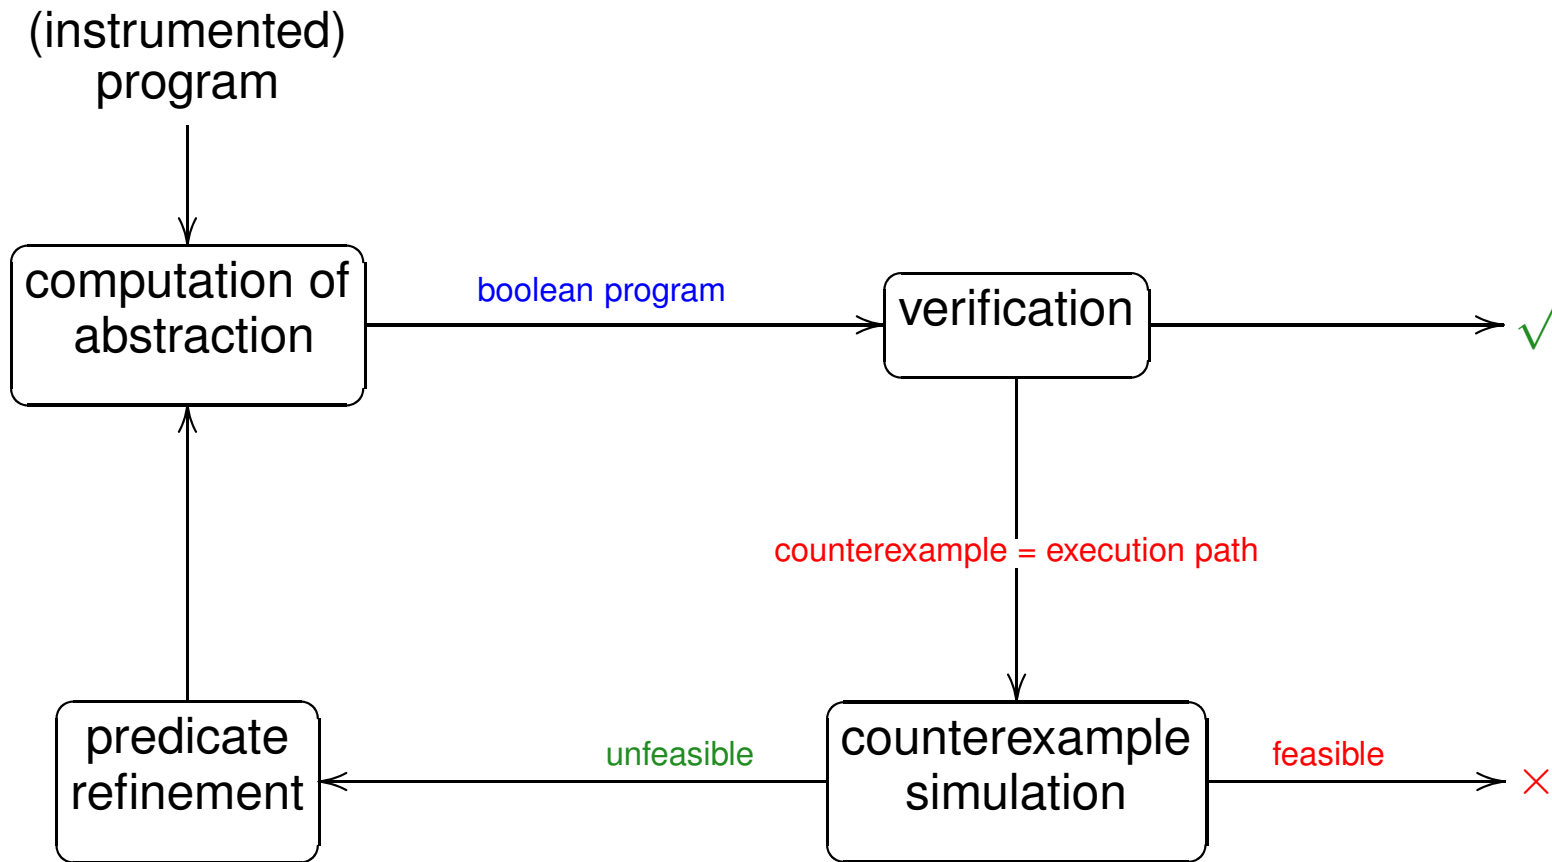 (instrumented)
program
computation of
abstraction
boolean program
verification
√
counterexample = execution path
predicate
refinement
unfeasible
counterexample
simulation
feasible
×